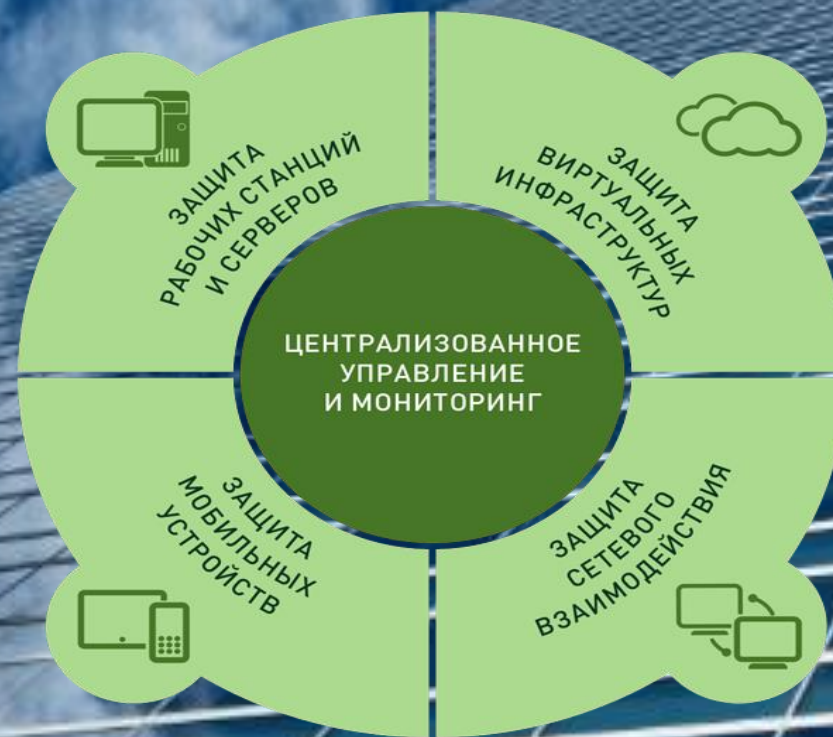 ЗАЩИТА
РАБОЧИХ СТАНЦИЙ
И СЕРВЕРОВ
ЗАЩИТА
ВИРТУАЛЬНЫХ
ИНФРАСТРУКТУР
ЦЕНТРАЛИЗОВАННОЕ
УПРАВЛЕНИЕ
И МОНИТОРИНГ
ЗАЩИТА
МОБИЛЬНЫХ
УСТРОЙСТВ
ЗАЩИТА
СЕТЕВОГО
ВЗАИМОДЕЙСТВИЯ